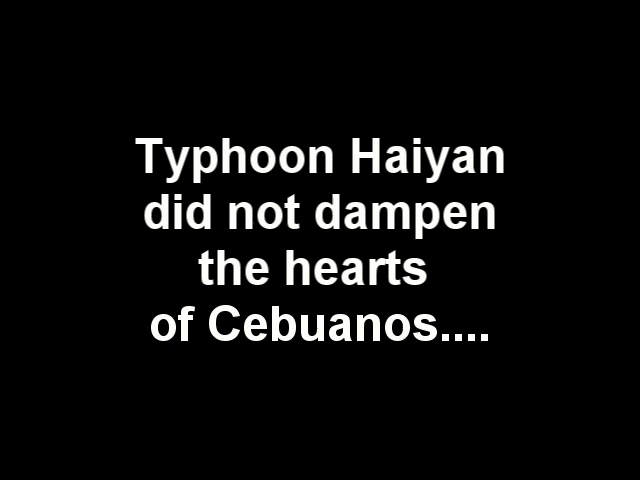 Typhoon Haiyan
did not dampen
the hearts
of Cebuanos....